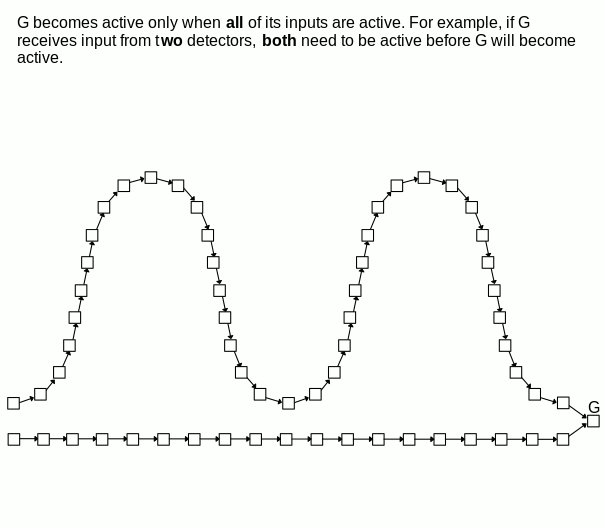 G becomes active only when all of its inputs are active. For example, if G
receives input from two detectors, both need to be active before G will become
active.
G